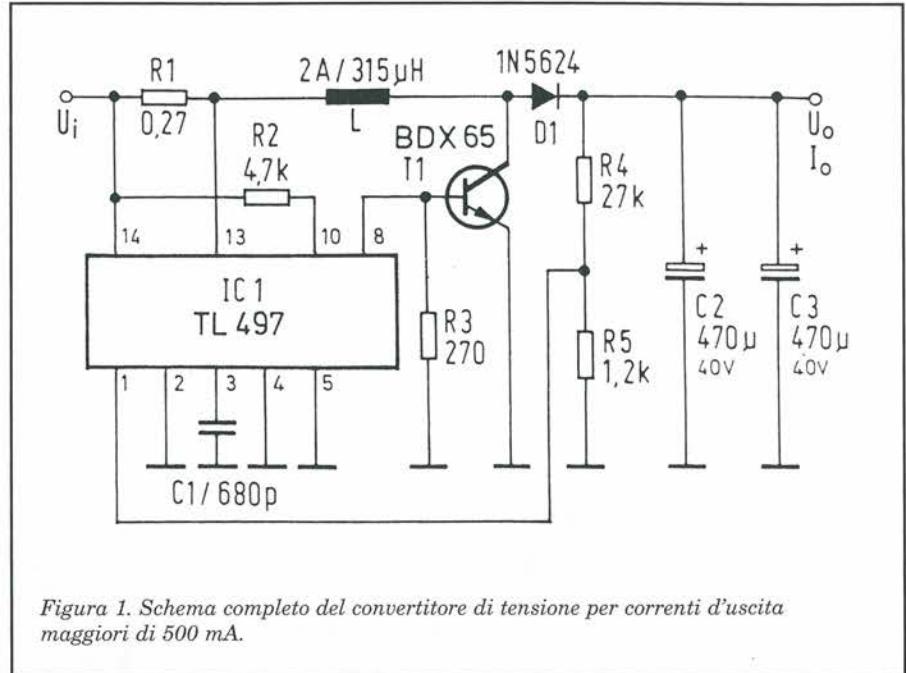 R1
0,27
Ui
2A/315µH
L
1N5624
D1
Uo
Io
R2
4,7k
BDX 65
T1
R4
27k
14
13
10
8
IC1
TL 497
1
2
3
4
5
R3
270
R5
1,2k
C2
470µ
40V
C3
470µ
40V
+
+
C1/680p
Figura 1. Schema completo del convertitore di tensione per correnti d'uscita
maggiori di 500 mA.